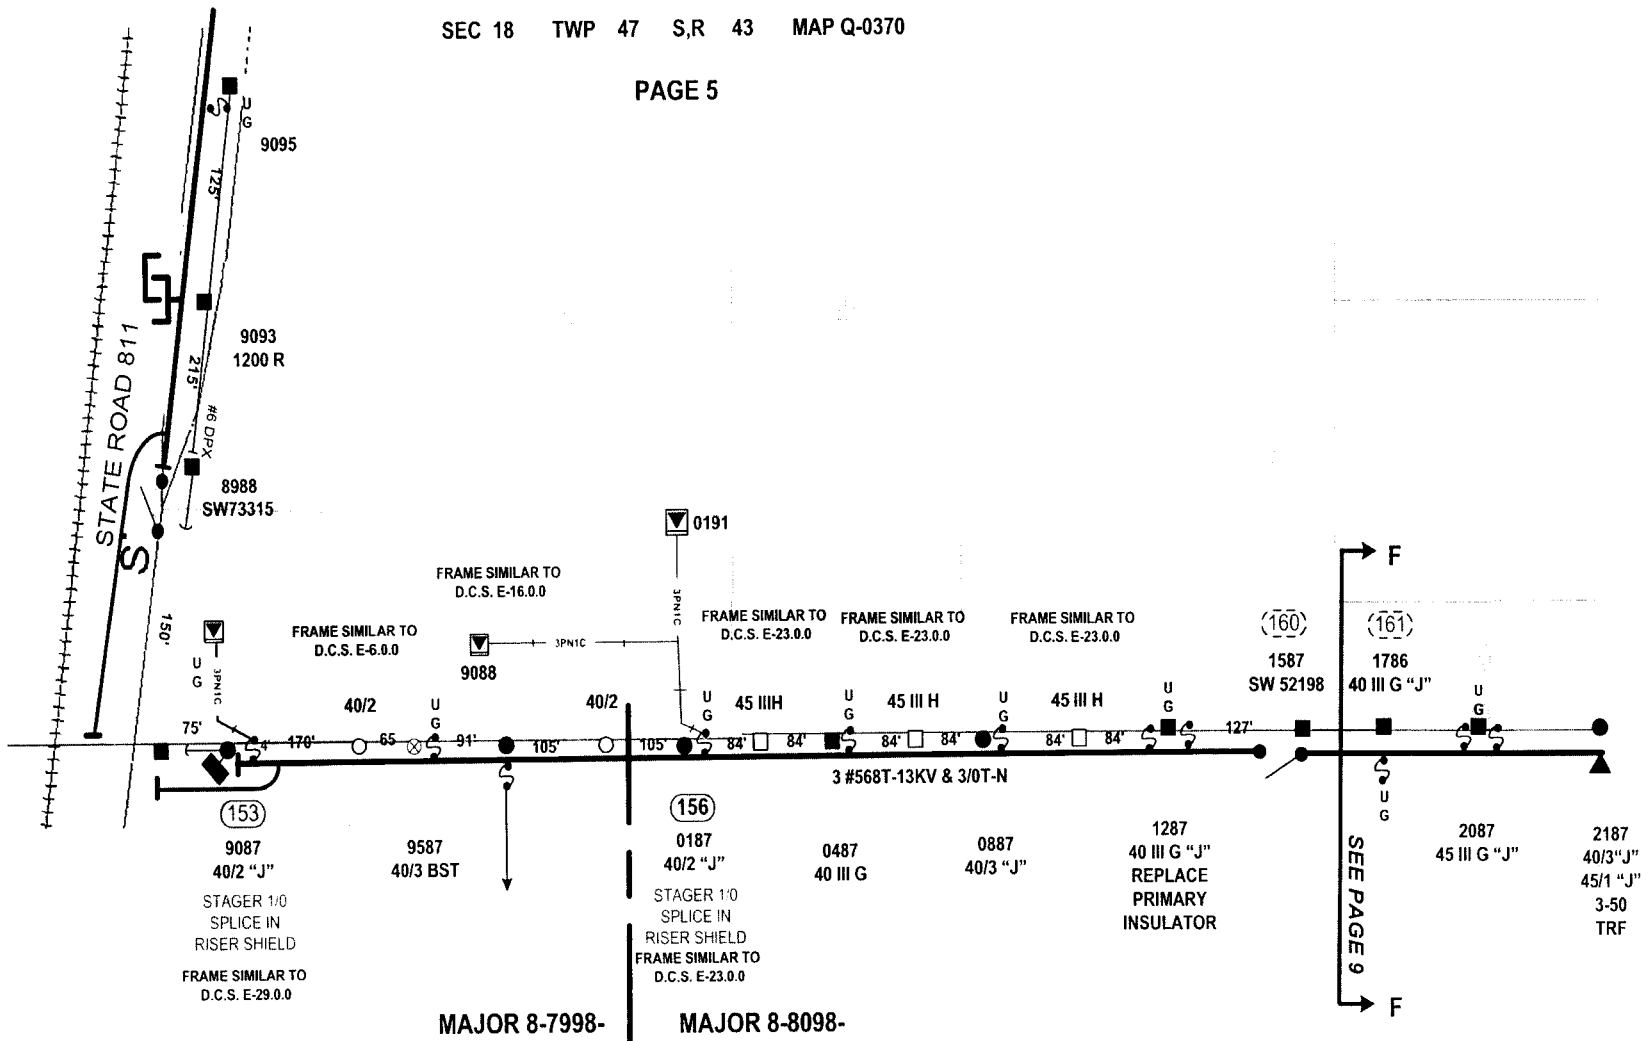 SEC 18 TWP 47 S,R 43 MAP Q-0370
PAGE 5
U
G
9095
125'
9093
1200 R
STATE ROAD 811
215'
#6 DPX
8988
SW73315
S'
150'
0191
F
FRAME SIMILAR TO
D.C.S. E-16.0.0
3PN1C
FRAME SIMILAR TO
D.C.S. E-6.0.0
9088
3PN1C
FRAME SIMILAR TO
D.C.S. E-23.0.0
FRAME SIMILAR TO
D.C.S. E-23.0.0
FRAME SIMILAR TO
D.C.S. E-23.0.0
160
161
1587
SW 52198
1786
40 III G "J"
U
G
3PN1C
40/2
U
G
40/2
U
G
45 IIIH
U
G
45 III H
U
G
45 III H
U
G
U
G
75'
4'
170'
65
91'
105'
105'
84'
84'
84'
84'
84'
84'
127'
3 #568T-13KV & 3/0T-N
153
156
U
G
9087
40/2 "J"
STAGER 1/0
SPLICE IN
RISER SHIELD
FRAME SIMILAR TO
D.C.S. E-29.0.0
9587
40/3 BST
0187
40/2 "J"
STAGER 1/0
SPLICE IN
RISER SHIELD
FRAME SIMILAR TO
D.C.S. E-23.0.0
0487
40 III G
0887
40/3 "J"
1287
40 III G "J"
REPLACE
PRIMARY
INSULATOR
SEE PAGE 9
2087
45 III G "J"
2187
40/3"J"
45/1 "J"
3-50
TRF
F
MAJOR 8-7998-
MAJOR 8-8098-